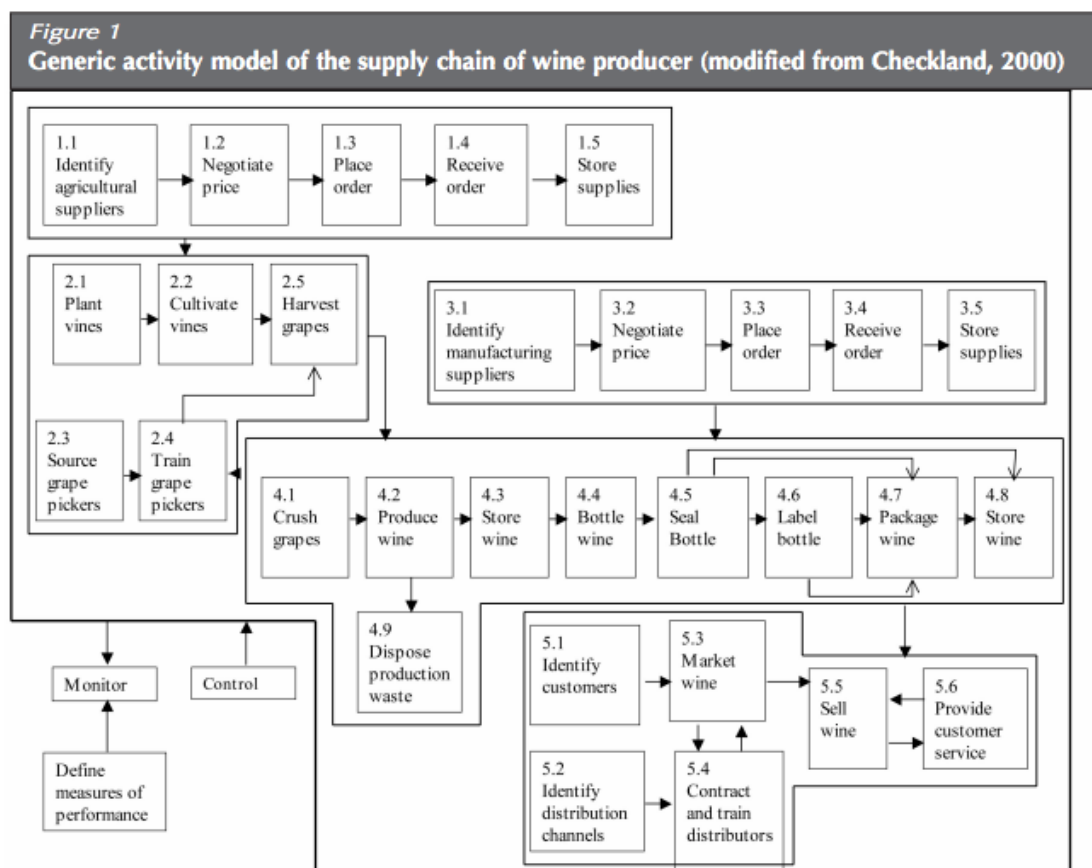 Figure 1
Generic activity model of the supply chain of wine producer (modified from Checkland, 2000)
1.1
Identify
agricultural
suppliers
1.2
Negotiate
price
1.3
Place
order
1.4
Receive
order
1.5
Store
supplies
2.1
Plant
vines
2.2
Cultivate
vines
2.5
Harvest
grapes
3.1
Identify
manufacturing
suppliers
3.2
Negotiate
price
3.3
Place
order
3.4
Receive
order
3.5
Store
supplies
2.3
Source
grape
pickers
2.4
Train
grape
pickers
4.1
Crush
grapes
4.2
Produce
wine
4.3
Store
wine
4.4
Bottle
wine
4.5
Seal
Bottle
4.6
Label
bottle
4.7
Package
wine
4.8
Store
wine
4.9
Dispose
production
waste
Monitor
Control
Define
measures of
performance
5.1
Identify
customers
5.3
Market
wine
5.5
Sell
wine
5.6
Provide
customer
service
5.2
Identify
distribution
channels
5.4
Contract
and train
distributors